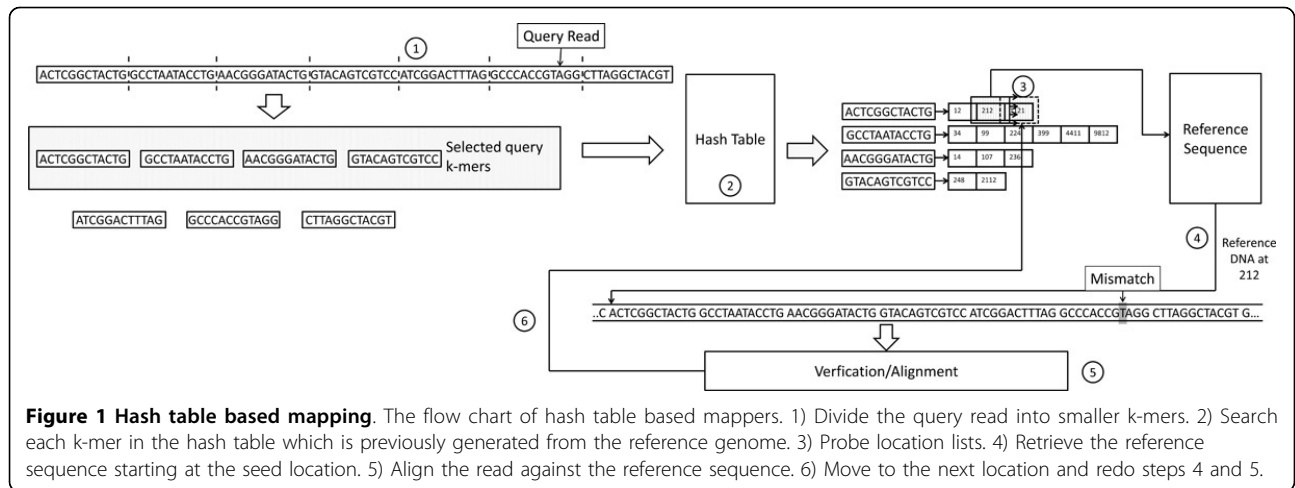 1
Query Read
ACTCGGCTACTG GCCTAATACCTG AACGGGATACTG GTACAGTCGTCC ATCGGACTTTAG GCCCACCGTAGG CTTAGGCTACGT
ACTCGGCTACTG GCCTAATACCTG AACGGGATACTG GTACAGTCGTCC
Selected query
k-mers
ATCGGACTTTAG GCCCACCGTAGG CTTAGGCTACGT
Hash Table
2
3
ACTCGGCTACTG 12 212
GCCTAATACCTG 34 99 224 399 4411 9812
AACGGGATACTG 14 107 236
GTACAGTCGTCC 248 2112
Reference
Sequence
4
Reference
DNA at
212
Mismatch
..C ACTCGGCTACTG GCCTAATACCTG AACGGGATACTG GTACAGTCGTCC ATCGGACTTTAG GCCCACCGTAGG CTTAGGCTACGT G...
6
Verfication/Alignment
5
Figure 1 Hash table based mapping. The flow chart of hash table based mappers. 1) Divide the query read into smaller k-mers. 2) Search
each k-mer in the hash table which is previously generated from the reference genome. 3) Probe location lists. 4) Retrieve the reference
sequence starting at the seed location. 5) Align the read against the reference sequence. 6) Move to the next location and redo steps 4 and 5.